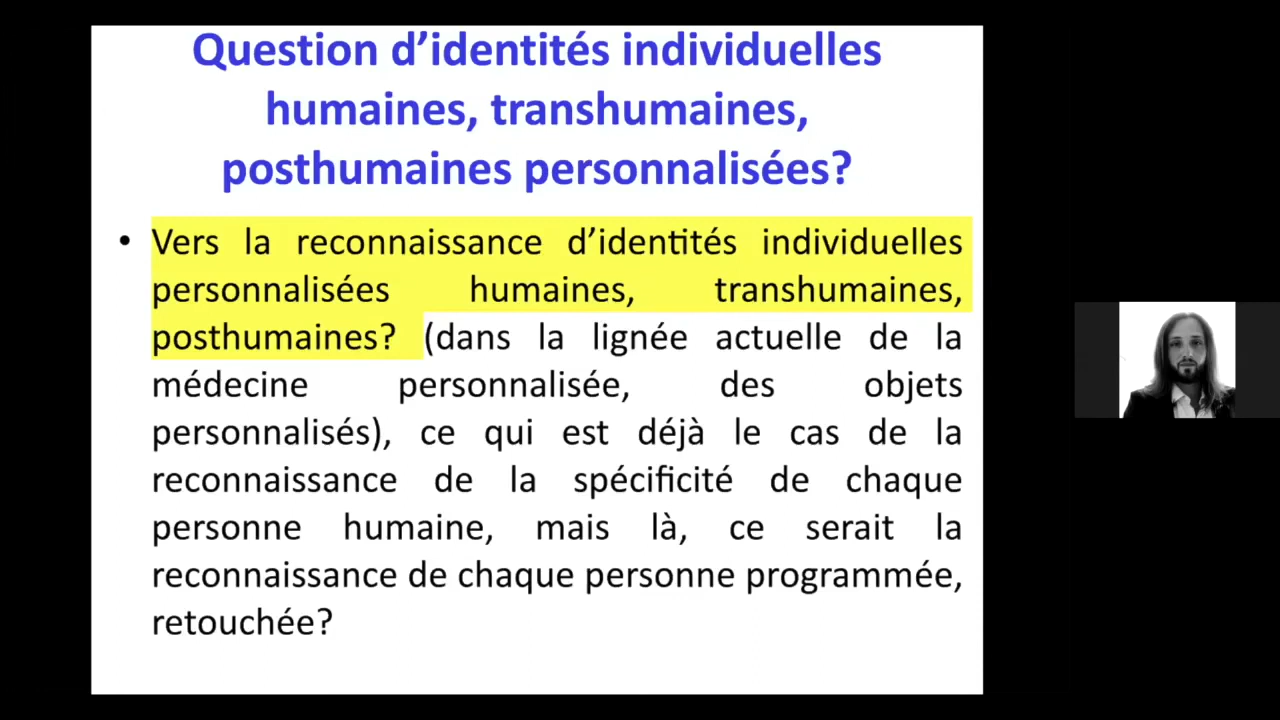 Question d’identités individuelles
humaines, transhumaines,
posthumaines personnalisées?
• Vers la reconnaissance d’identités individuelles
personnalisées humaines, transhumaines,
posthumaines? (dans la lignée actuelle de la
médecine personnalisée, des objets
personnalisés), ce qui est déjà le cas de la
reconnaissance de la spécificité de chaque
personne humaine, mais là, ce serait la
reconnaissance de chaque personne programmée,
retouchée?